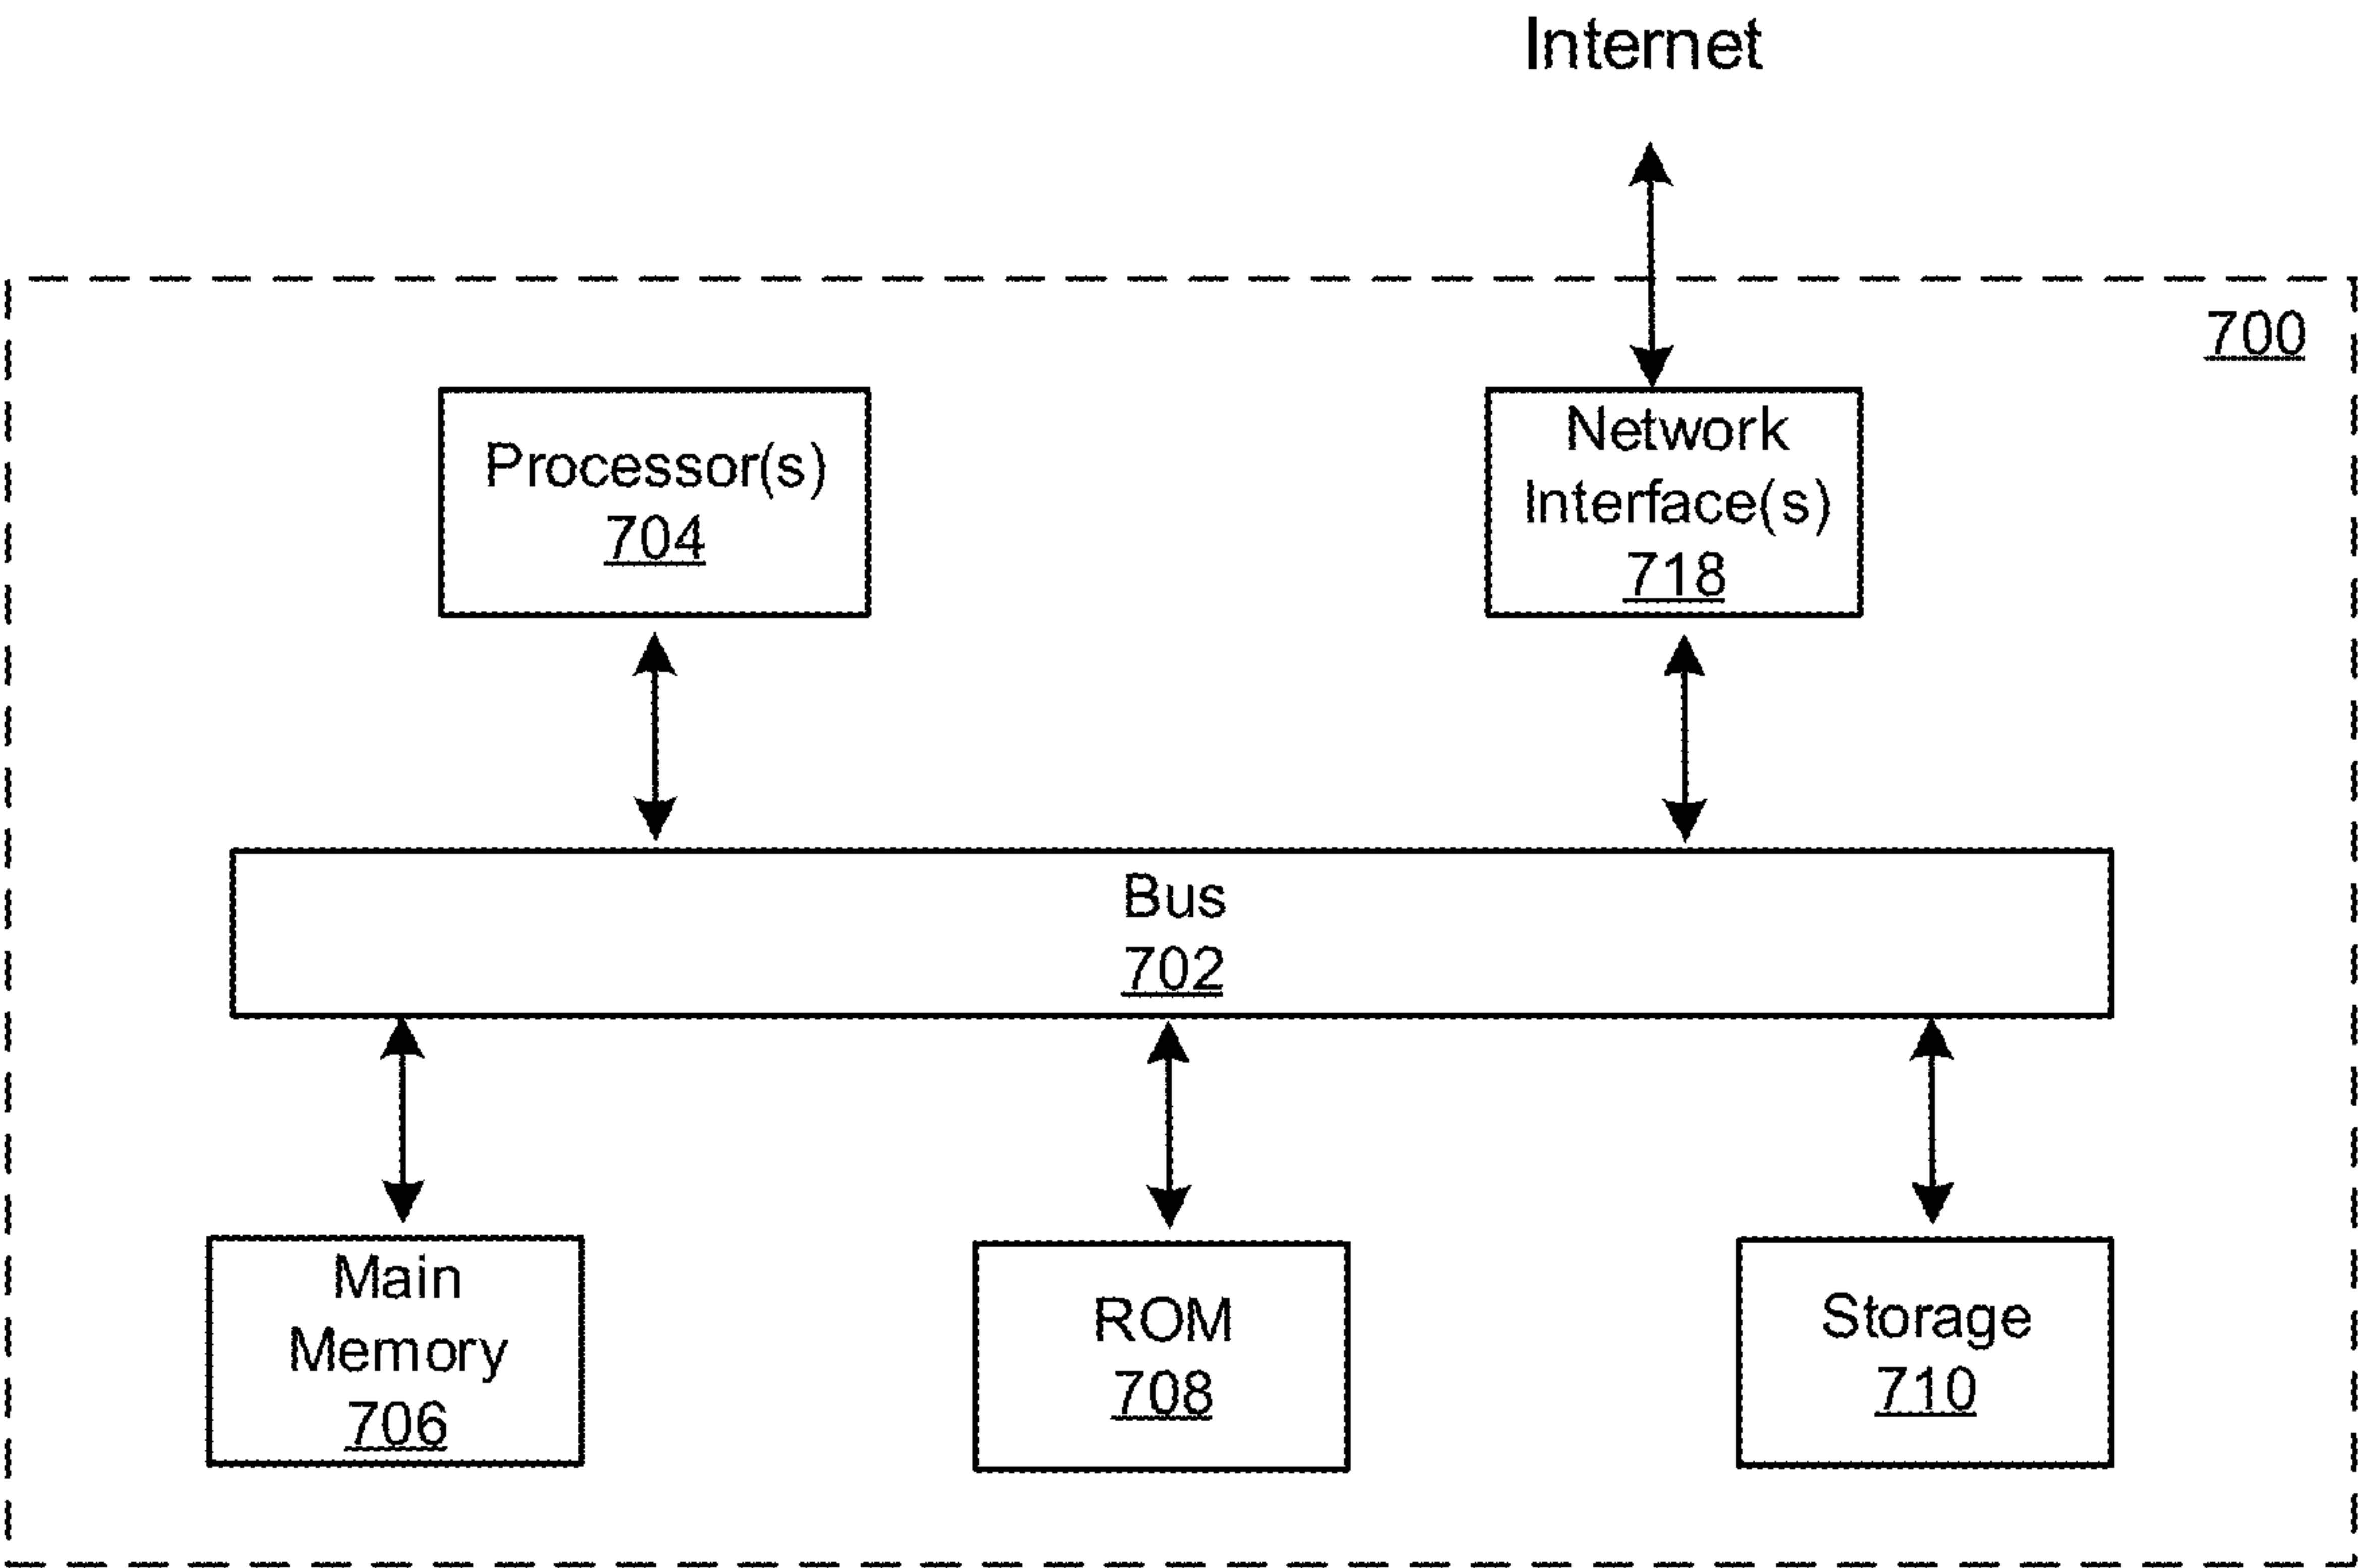 Internet
700
Processor(s)
704
Network
Interface(s)
718
Bus
702
Main
Memory
706
ROM
708
Storage
710